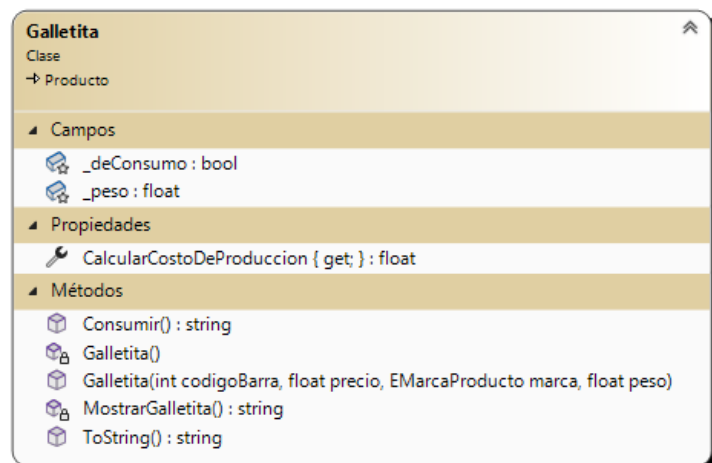 Galletita
Clase
Producto
Campos
_deConsumo : bool
_peso : float
Propiedades
CalcularCostoDeProduccion { get; } : float
Métodos
Consumir() : string
Galletita()
Galletita(int codigoBarra, float precio, EMarcaProducto marca, float peso)
MostrarGalletita() : string
ToString() : string